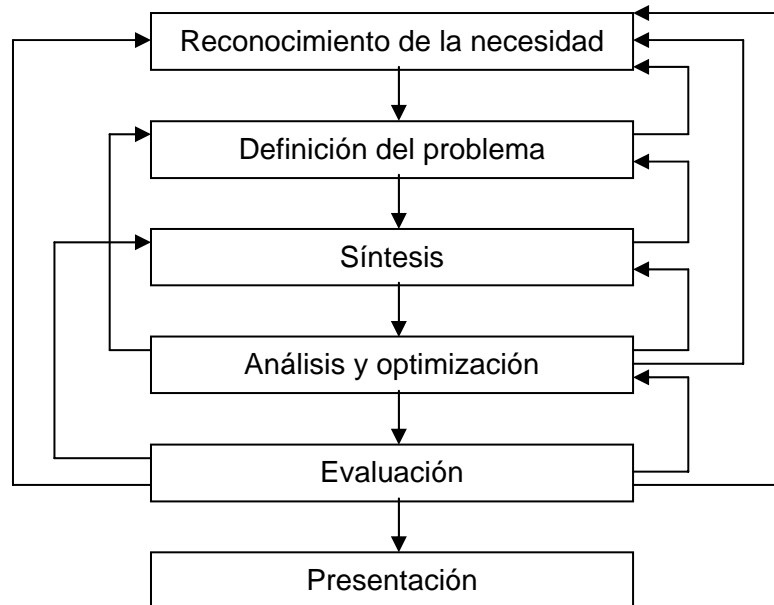 Reconocimiento de la necesidad
Definición del problema
Síntesis
Análisis y optimización
Evaluación
Presentación